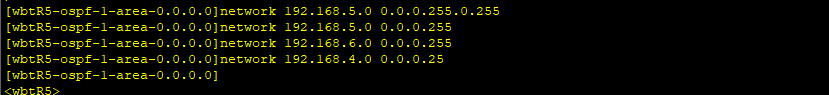 [wbtR5-ospf-1-area-0.0.0.0]network 192.168.5.0 0.0.0.255.0.255
[wbtR5-ospf-1-area-0.0.0.0]network 192.168.5.0 0.0.0.255
[wbtR5-ospf-1-area-0.0.0.0]network 192.168.6.0 0.0.0.255
[wbtR5-ospf-1-area-0.0.0.0]network 192.168.4.0 0.0.0.25
[wbtR5-ospf-1-area-0.0.0.0]
<wbtR5>